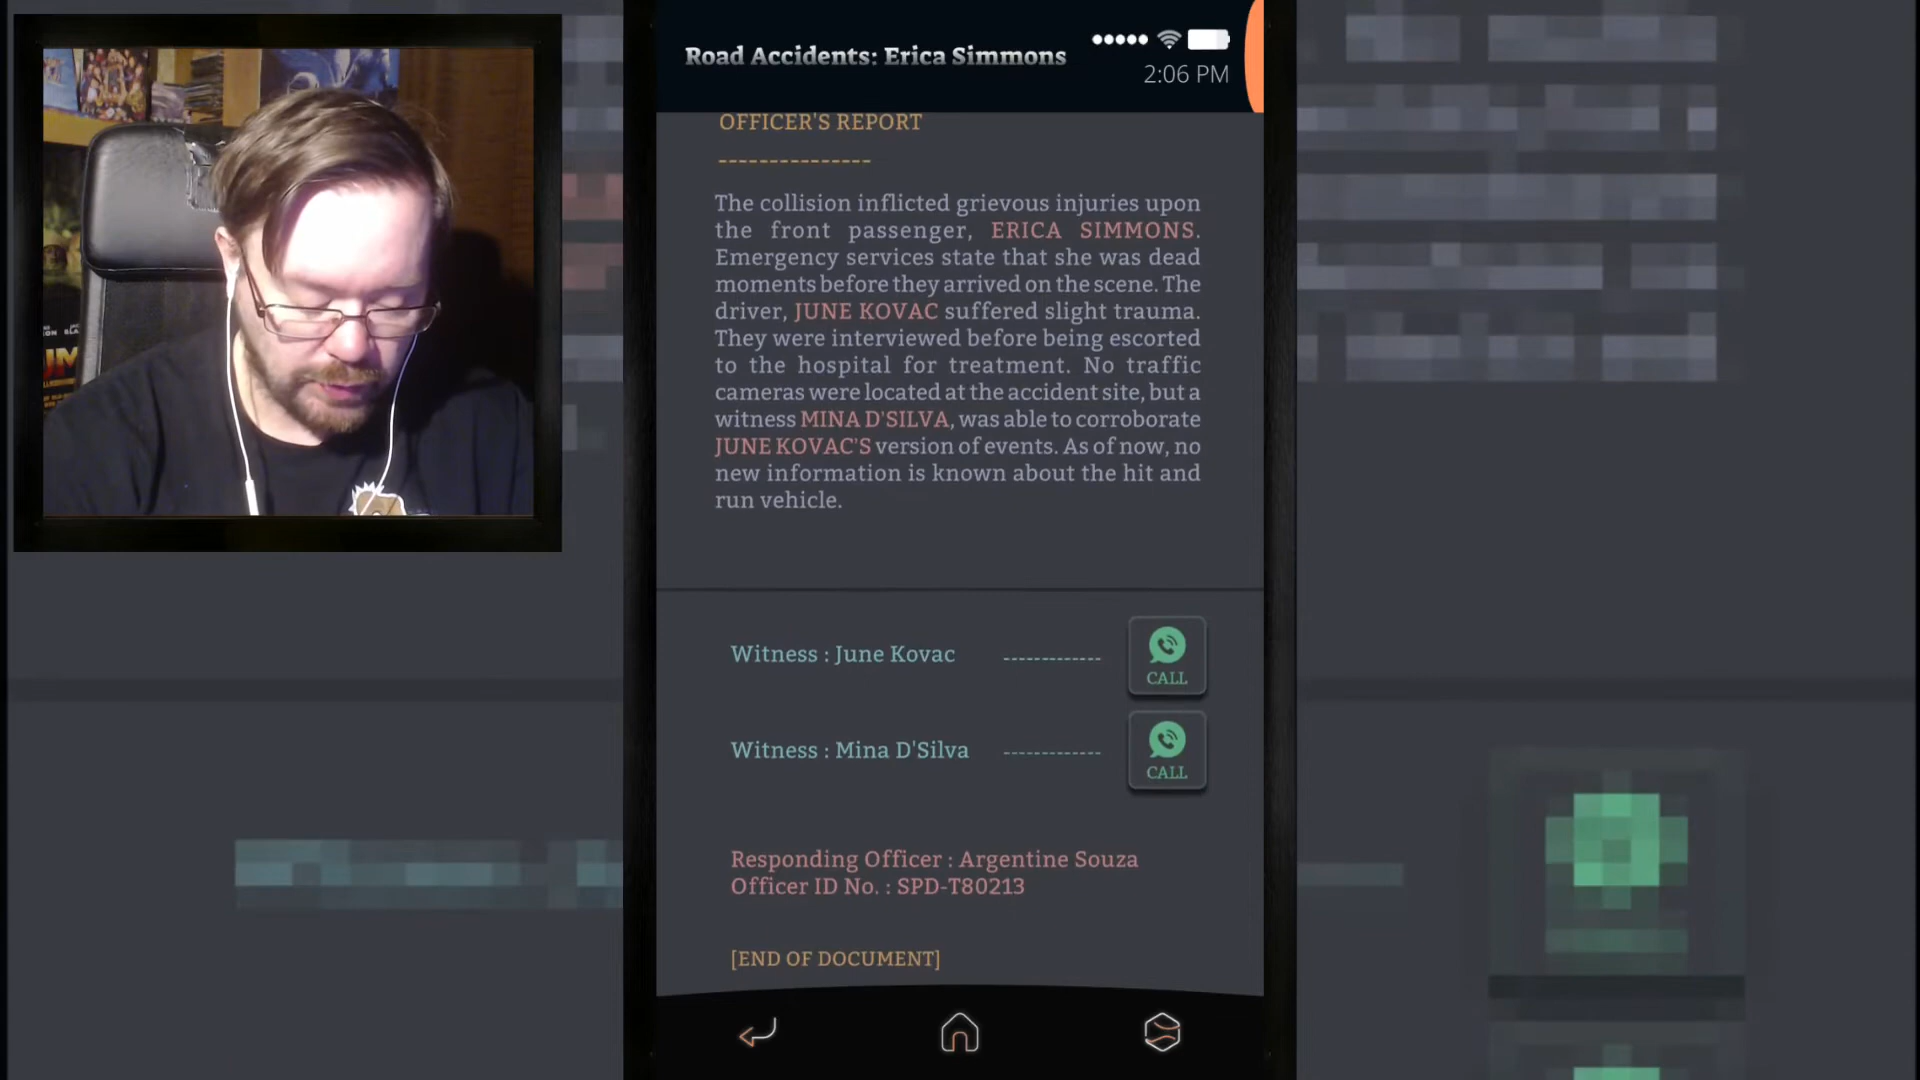 Road Accidents: Erica Simmons
2:06 PM
OFFICER'S REPORT
---------------
The collision inflicted grievous injuries upon
the front passenger, ERICA SIMMONS.
Emergency services state that she was dead
moments before they arrived on the scene. The
driver, JUNE KOVAC suffered slight trauma.
They were interviewed before being escorted
to the hospital for treatment. No traffic
cameras were located at the accident site, but a
witness MINA D'SILVA, was able to corroborate
JUNE KOVAC'S version of events. As of now, no
new information is known about the hit and
run vehicle.
Witness : June Kovac ------------- CALL
Witness : Mina D'Silva ------------- CALL
Responding Officer : Argentine Souza
Officer ID No. : SPD-T80213
[END OF DOCUMENT]